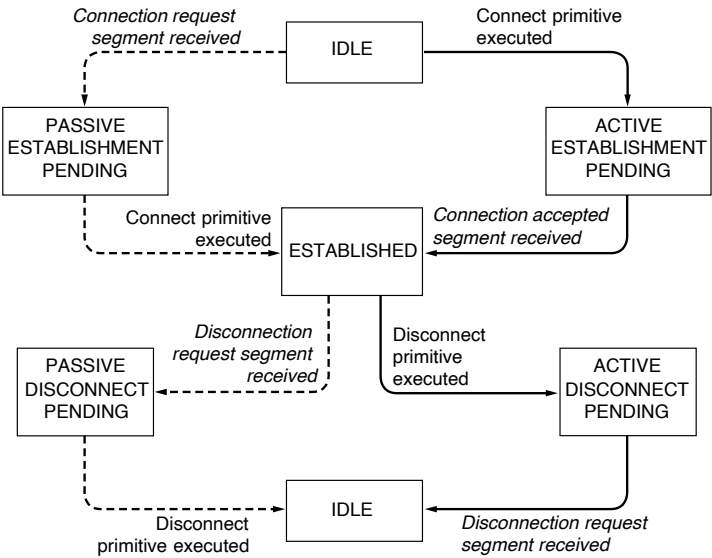 Connection request
segment received
IDLE
Connect primitive
executed
PASSIVE
ESTABLISHMENT
PENDING
ACTIVE
ESTABLISHMENT
PENDING
Connect primitive
executed
ESTABLISHED
Connection accepted
segment received
Disconnection
request segment
received
Disconnect
primitive
executed
PASSIVE
DISCONNECT
PENDING
ACTIVE
DISCONNECT
PENDING
Disconnect
primitive executed
IDLE
Disconnection request
segment received